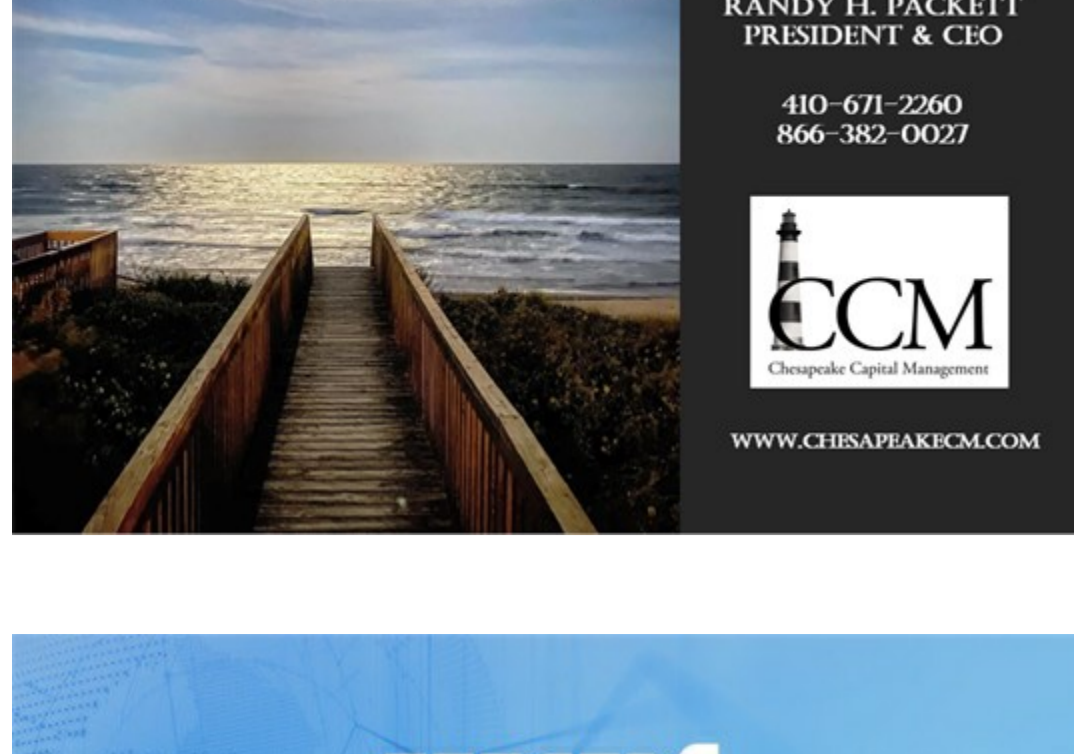 RANDY H. PACKETT
PRESIDENT & CEO
410-671-2260
866-382-0027
CCM
Chesapeake Capital Management
WWW.CHESAPEAKECM.COM